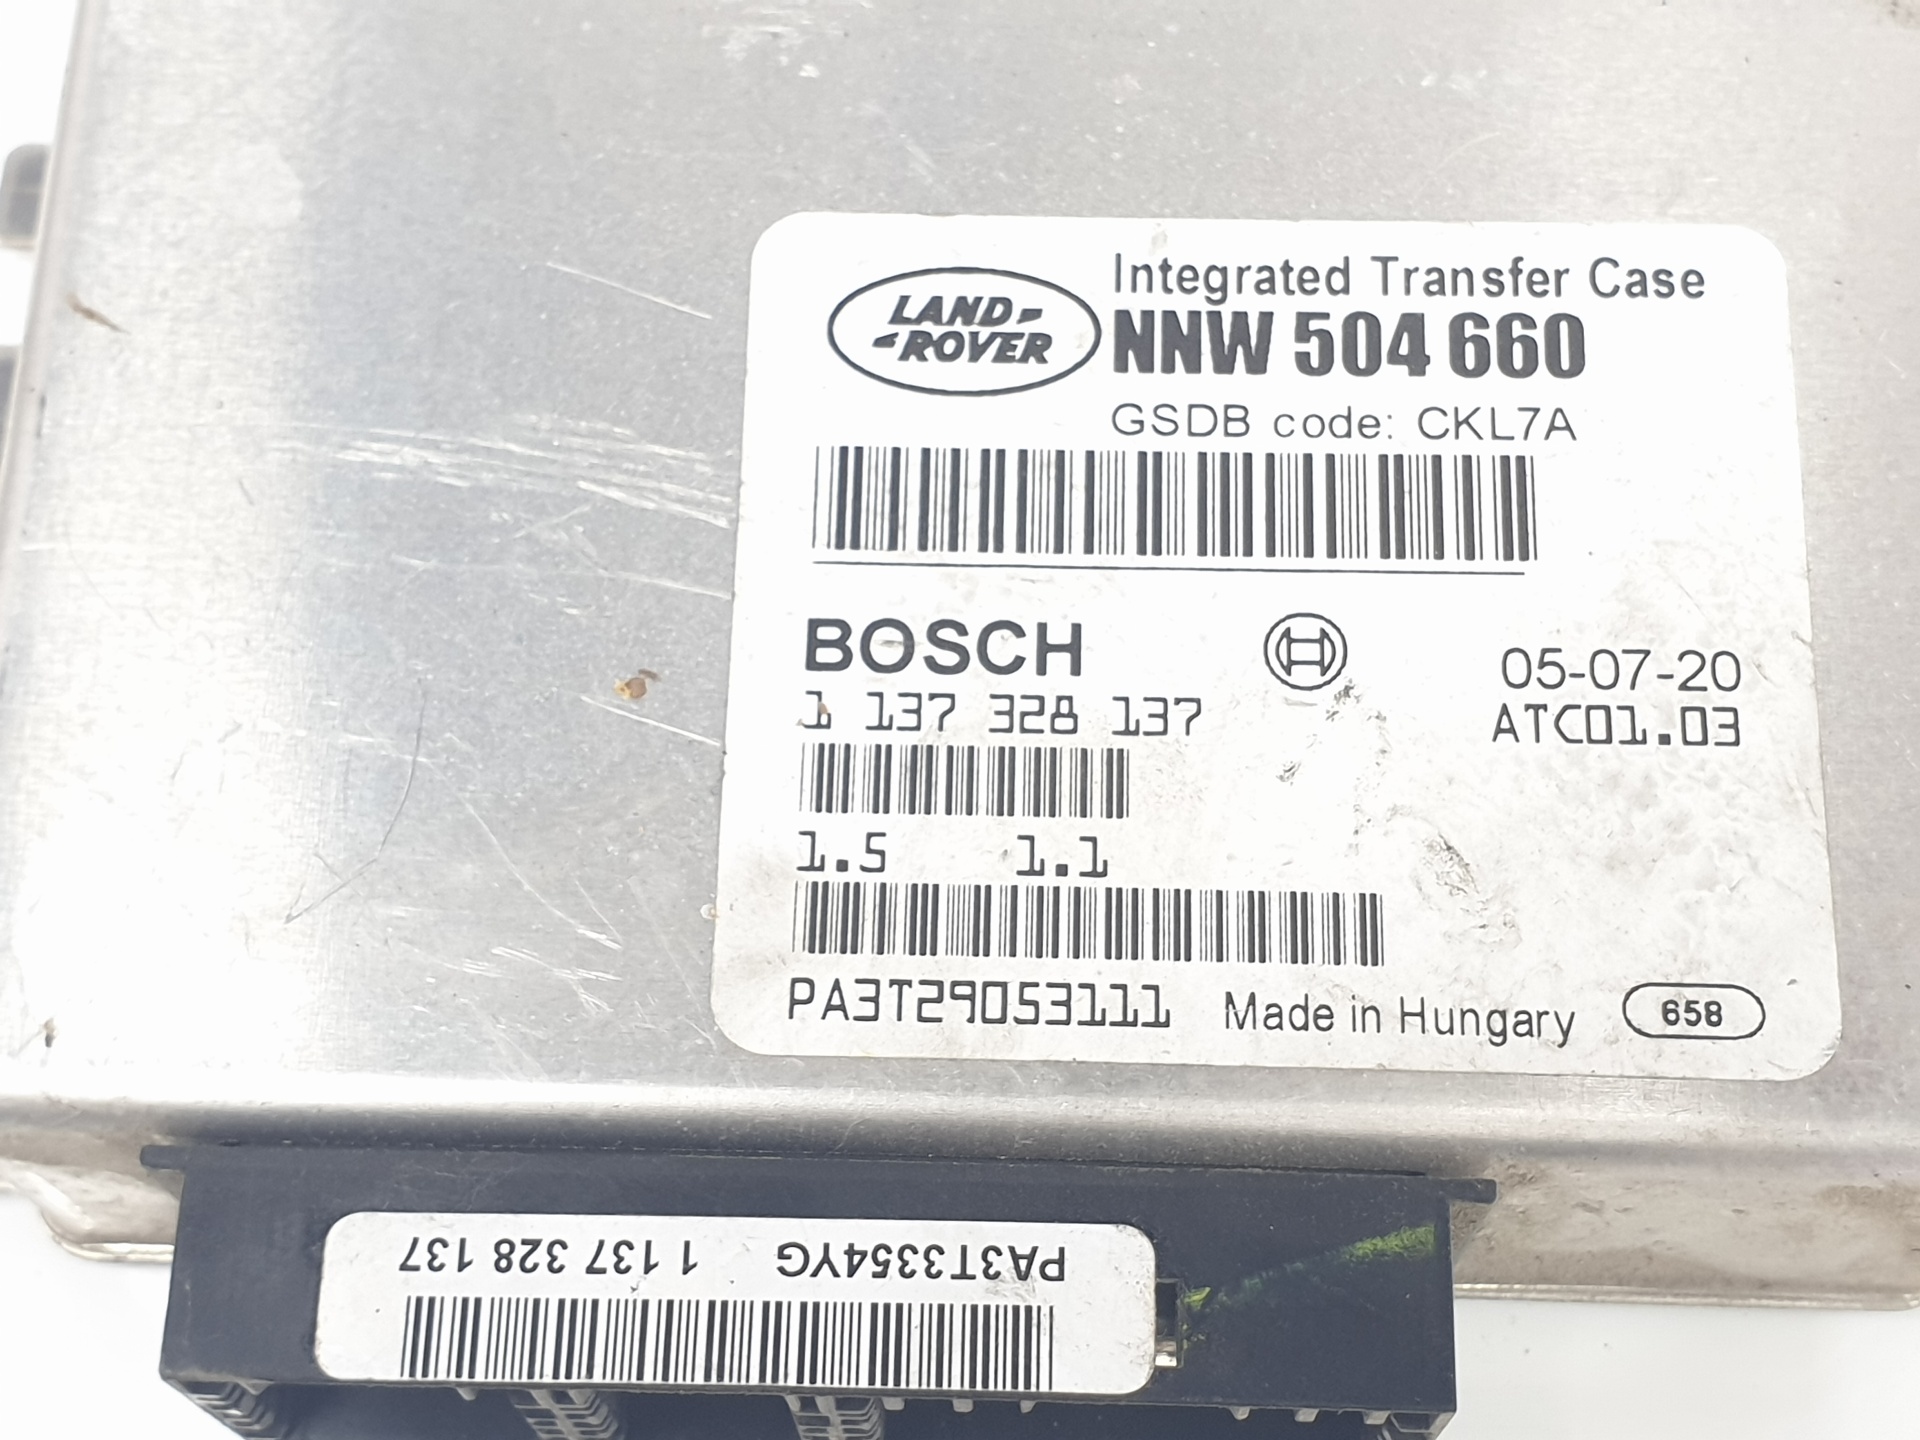 LAND-
-ROVER
Integrated Transfer Case
NNW 504 660
GSDB code: CKL7A
BOSCH
05-07-20
1 137 328 137
ATC01.03
1.5 1.1
PA3T29053111
Made in Hungary
658
PA3T3354YG 1 137 328 137